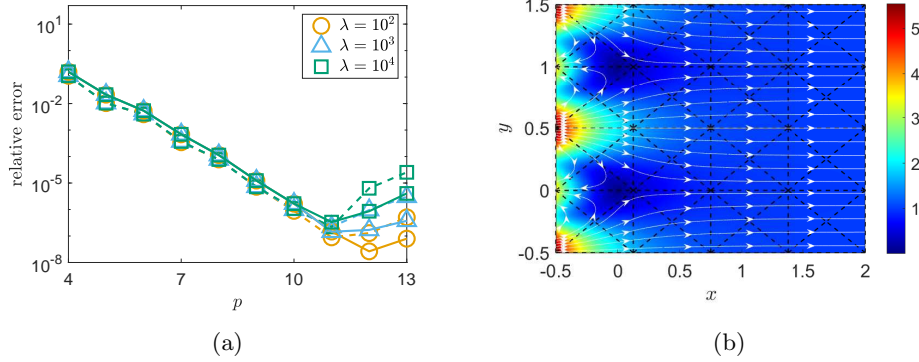 10^1
10^-2
10^-5
10^-8
relative error
4
7
10
13
p
λ = 10^2
λ = 10^3
λ = 10^4
(a)
1.5
1
0.5
0
-0.5
y
-0.5
0
0.5
1
1.5
2
x
5
4
3
2
1
(b)